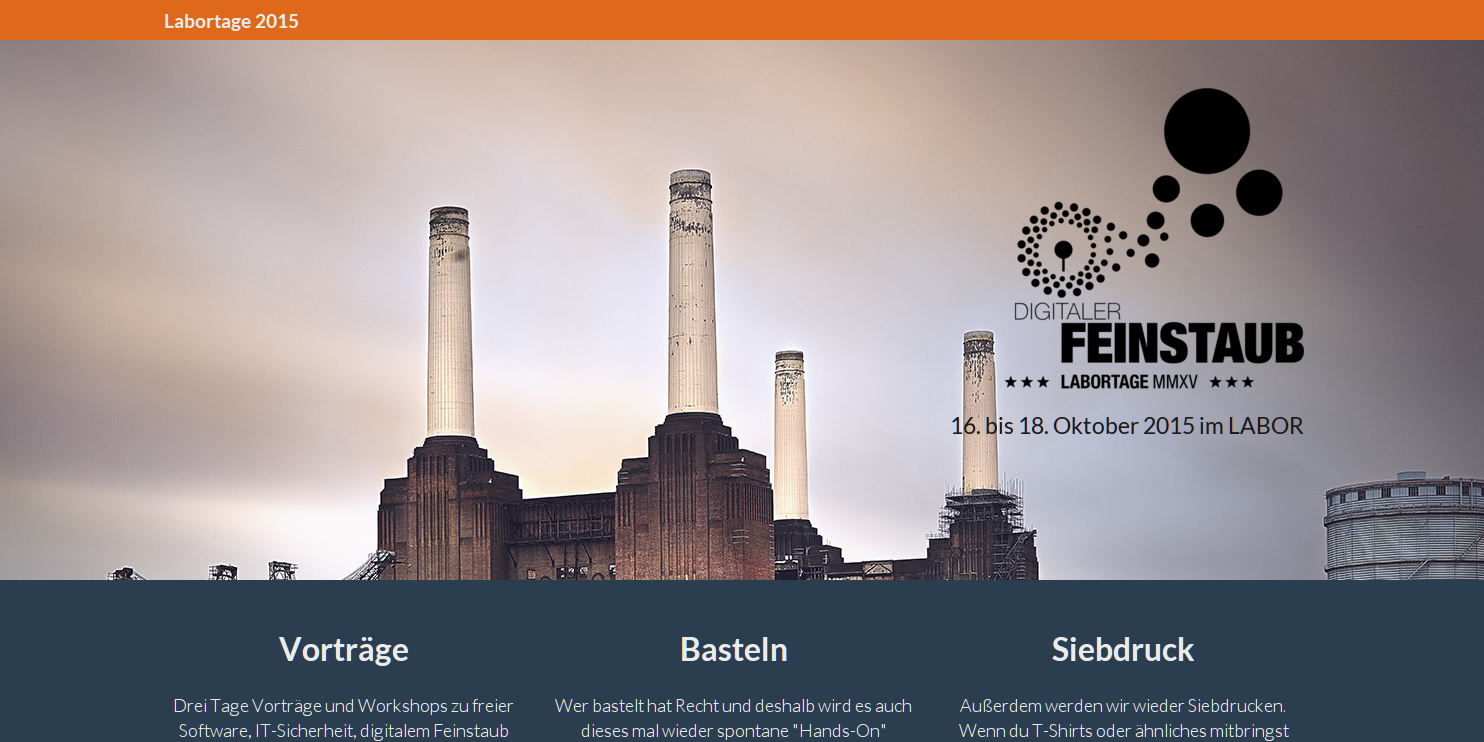 Labortage 2015
DIGITALER
FEINSTAUB
★★★ LABORTAGE MMXV ★★★
16. bis 18. Oktober 2015 im LABOR
Vorträge
Drei Tage Vorträge und Workshops zu freier
Software, IT-Sicherheit, digitalem Feinstaub
Basteln
Wer bastelt hat Recht und deshalb wird es auch
dieses mal wieder spontane "Hands-On"
Siebdruck
Außerdem werden wir wieder Siebdrucken.
Wenn du T-Shirts oder ähnliches mitbringst